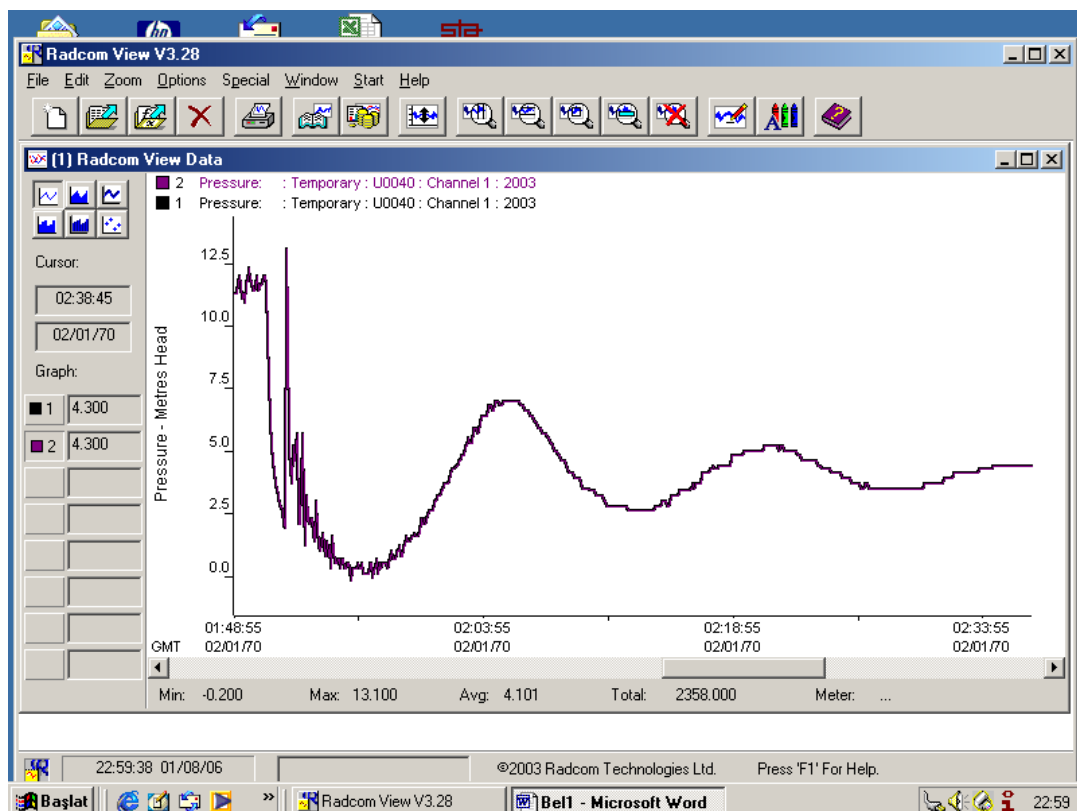 hp
sta
Radcom View V3.28
File Edit Zoom Options Special Window Start Help
(1) Radcom View Data
2 Pressure: : Temporary : U0040 : Channel 1 : 2003
1 Pressure: : Temporary : U0040 : Channel 1 : 2003
Cursor:
02:38:45
02/01/70
Graph:
1 4.300
2 4.300
Pressure - Metres Head
12.5
10.0
7.5
5.0
2.5
0.0
01:48:55 02:03:55 02:18:55 02:33:55
GMT 02/01/70 02/01/70 02/01/70 02/01/70
Min: -0.200 Max: 13.100 Avg: 4.101 Total: 2358.000 Meter: ...
22:59:38 01/08/06 ©2003 Radcom Technologies Ltd. Press 'F1' For Help.
Başlat » Radcom View V3.28 Bel1 - Microsoft Word 22:59